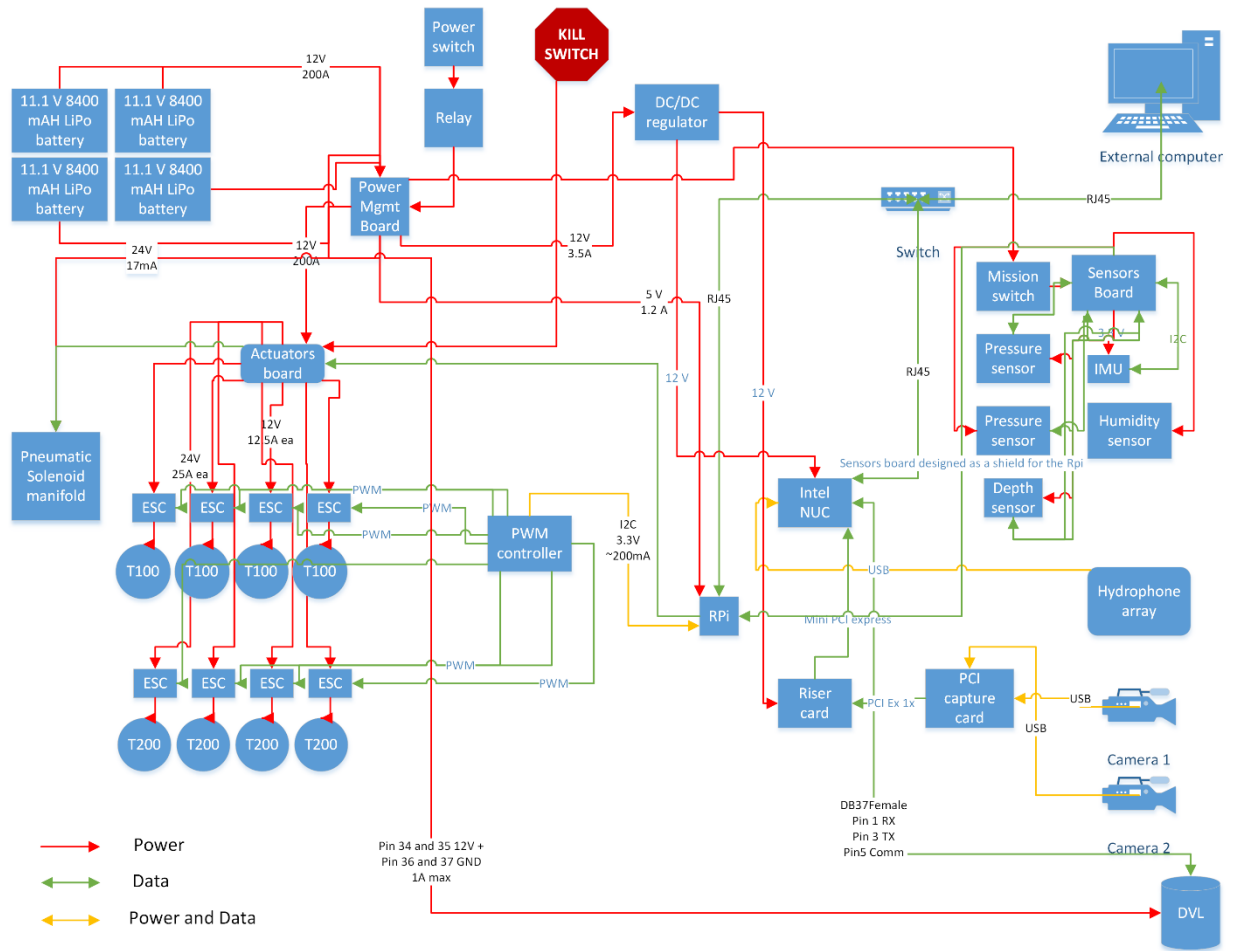 Power
switch
KILL
SWITCH
12V
200A
11.1 V 8400
mAH LiPo
battery
11.1 V 8400
mAH LiPo
battery
Relay
DC/DC
regulator
External computer
11.1 V 8400
mAH LiPo
battery
11.1 V 8400
mAH LiPo
battery
Power
Mgmt
Board
RJ45
Switch
24V
17mA
12V
200A
12V
3.5A
Mission
switch
Sensors
Board
5 V
1.2 A
RJ45
I2C
Actuators
board
Pressure
sensor
IMU
12 V
12 V
RJ45
12V
12.5A ea
24V
25A ea
Pneumatic
Solenoid
manifold
Pressure
sensor
Humidity
sensor
Sensors board designed as a shield for the Rpi
Intel
NUC
Depth
sensor
PWM
PWM
PWM
ESC
ESC
ESC
ESC
PWM
controller
I2C
3.3V
~200mA
T100
T100
T100
T100
USB
Hydrophone
array
RPi
Mini PCI express
PWM
PWM
ESC
ESC
ESC
ESC
Riser
card
PCI Ex 1x
PCI
capture
card
USB
USB
T200
T200
T200
T200
Camera 1
DB37Female
Pin 1 RX
Pin 3 TX
Pin5 Comm
Camera 2
Pin 34 and 35 12V +
Pin 36 and 37 GND
1A max
Power
Data
Power and Data
DVL